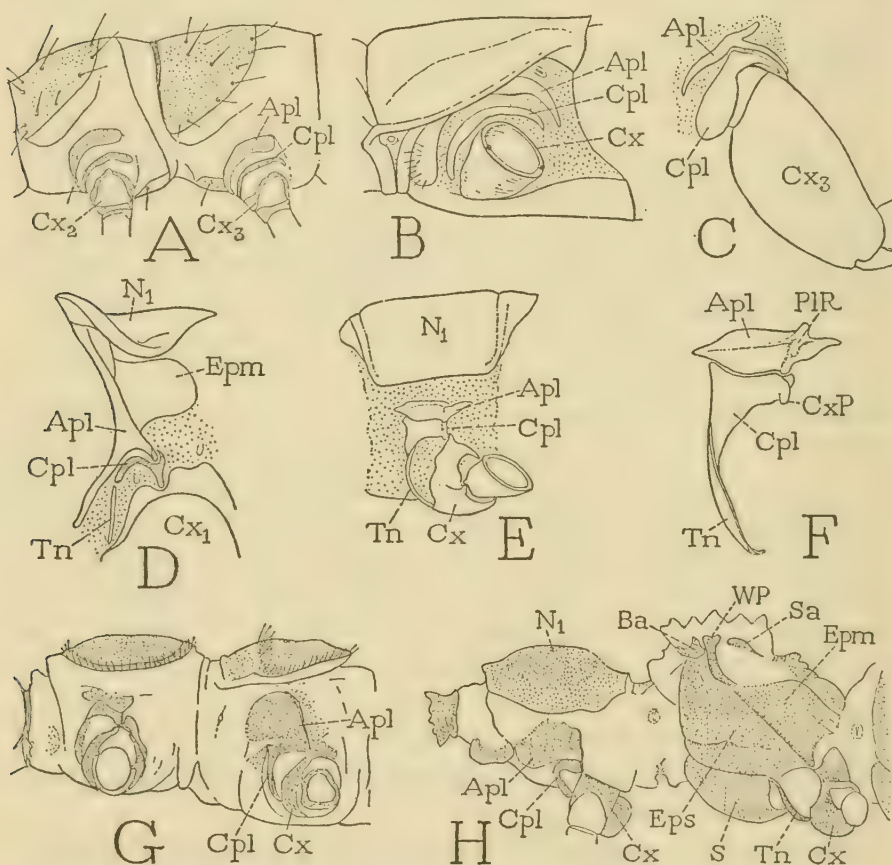 Apl
Cpl
Cx2
Cx3
A
Apl
Cpl
Cx
B
Apl
Cpl
Cx3
C
N1
Epm
Apl
Cpl
Tn
Cx1
D
N1
Apl
Cpl
Tn
Cx
E
Apl
PlR
CxP
Cpl
Tn
F
Apl
G
Cpl
Cx
WP
N1
Ba
Sa
Epm
Apl
Cpl
H
Cx
Eps
S
Tn
Cx